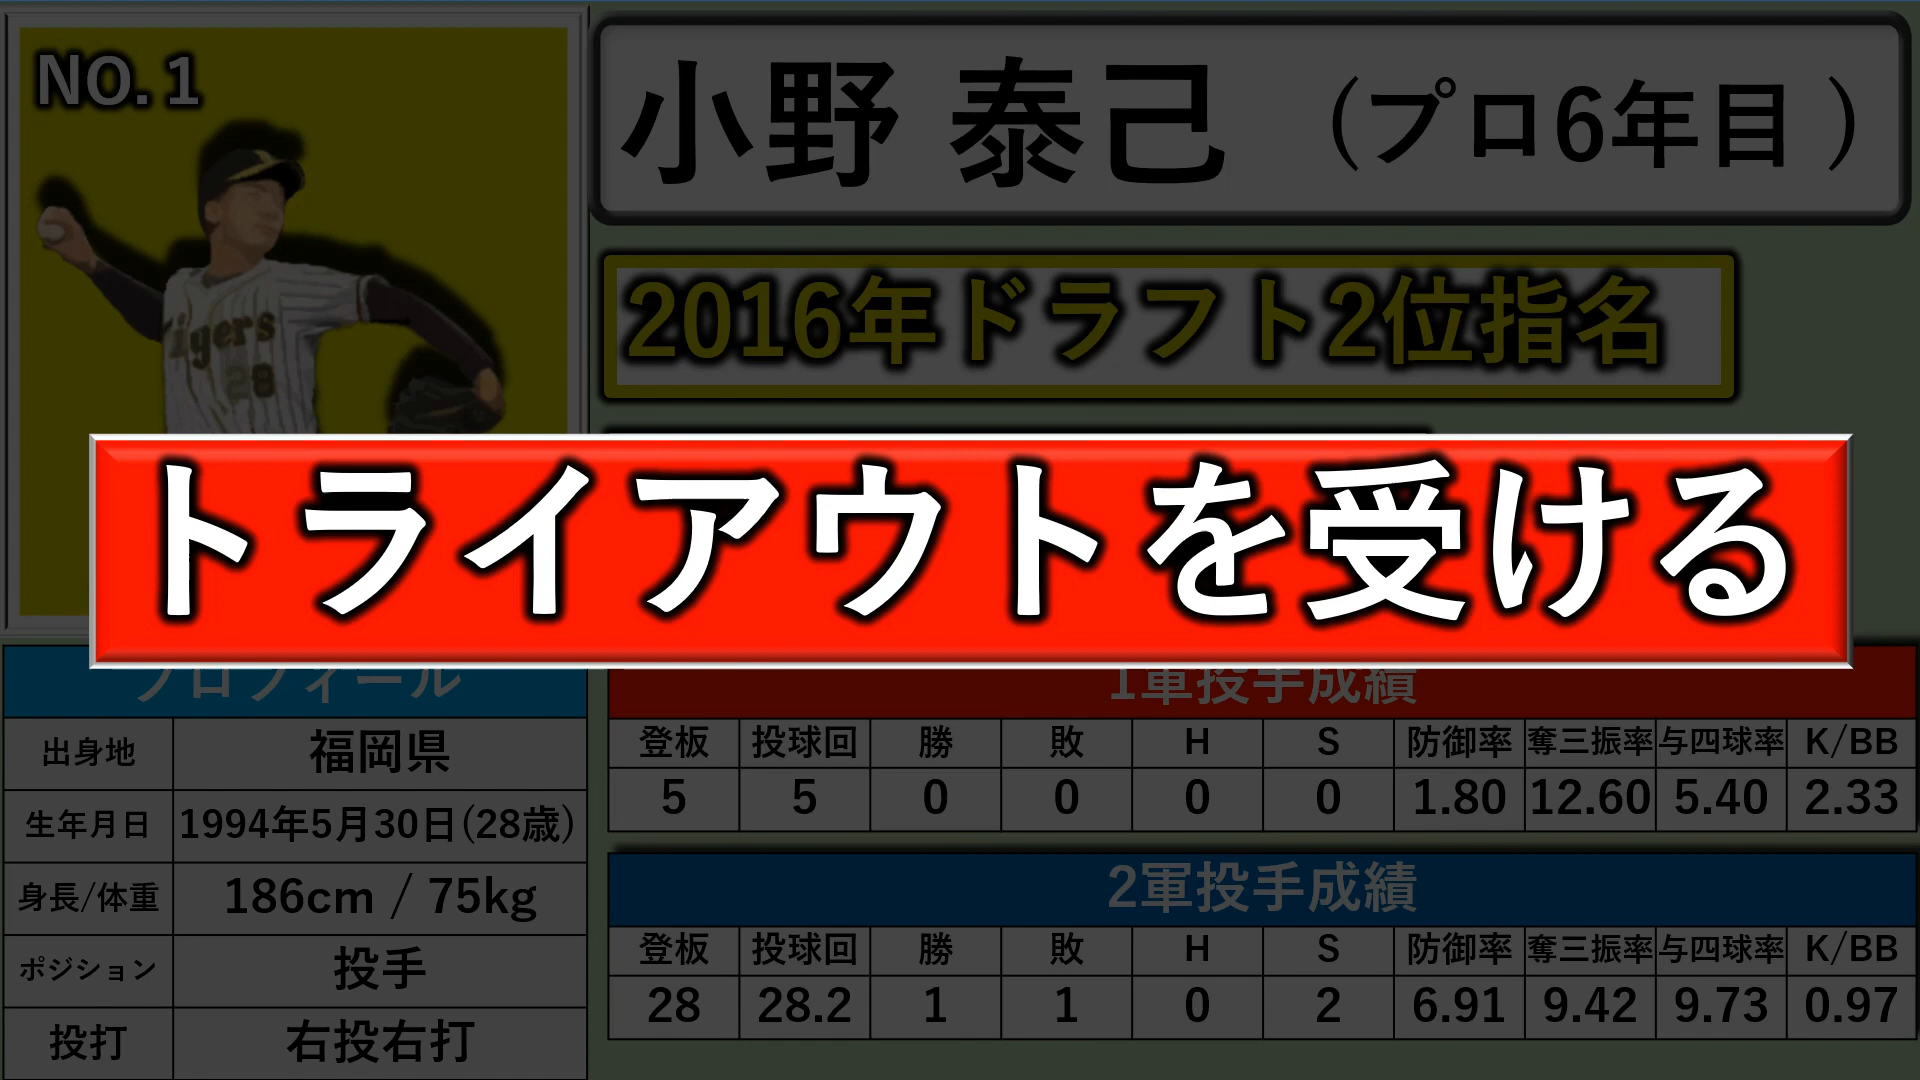 NO. 1
小野 泰己 (プロ6年目 )
2016年ドラフト2位指名
Tigers
28
トライアウトを受ける
プロフィール
出身地 福岡県
生年月日 1994年5月30日(28歳)
身長/体重 186cm / 75kg
ポジション 投手
投打 右投右打
1軍投手成績
登板 投球回 勝 敗 H S 防御率 奪三振率 与四球率 K/BB
5 5 0 0 0 0 1.80 12.60 5.40 2.33
2軍投手成績
登板 投球回 勝 敗 H S 防御率 奪三振率 与四球率 K/BB
28 28.2 1 1 0 2 6.91 9.42 9.73 0.97